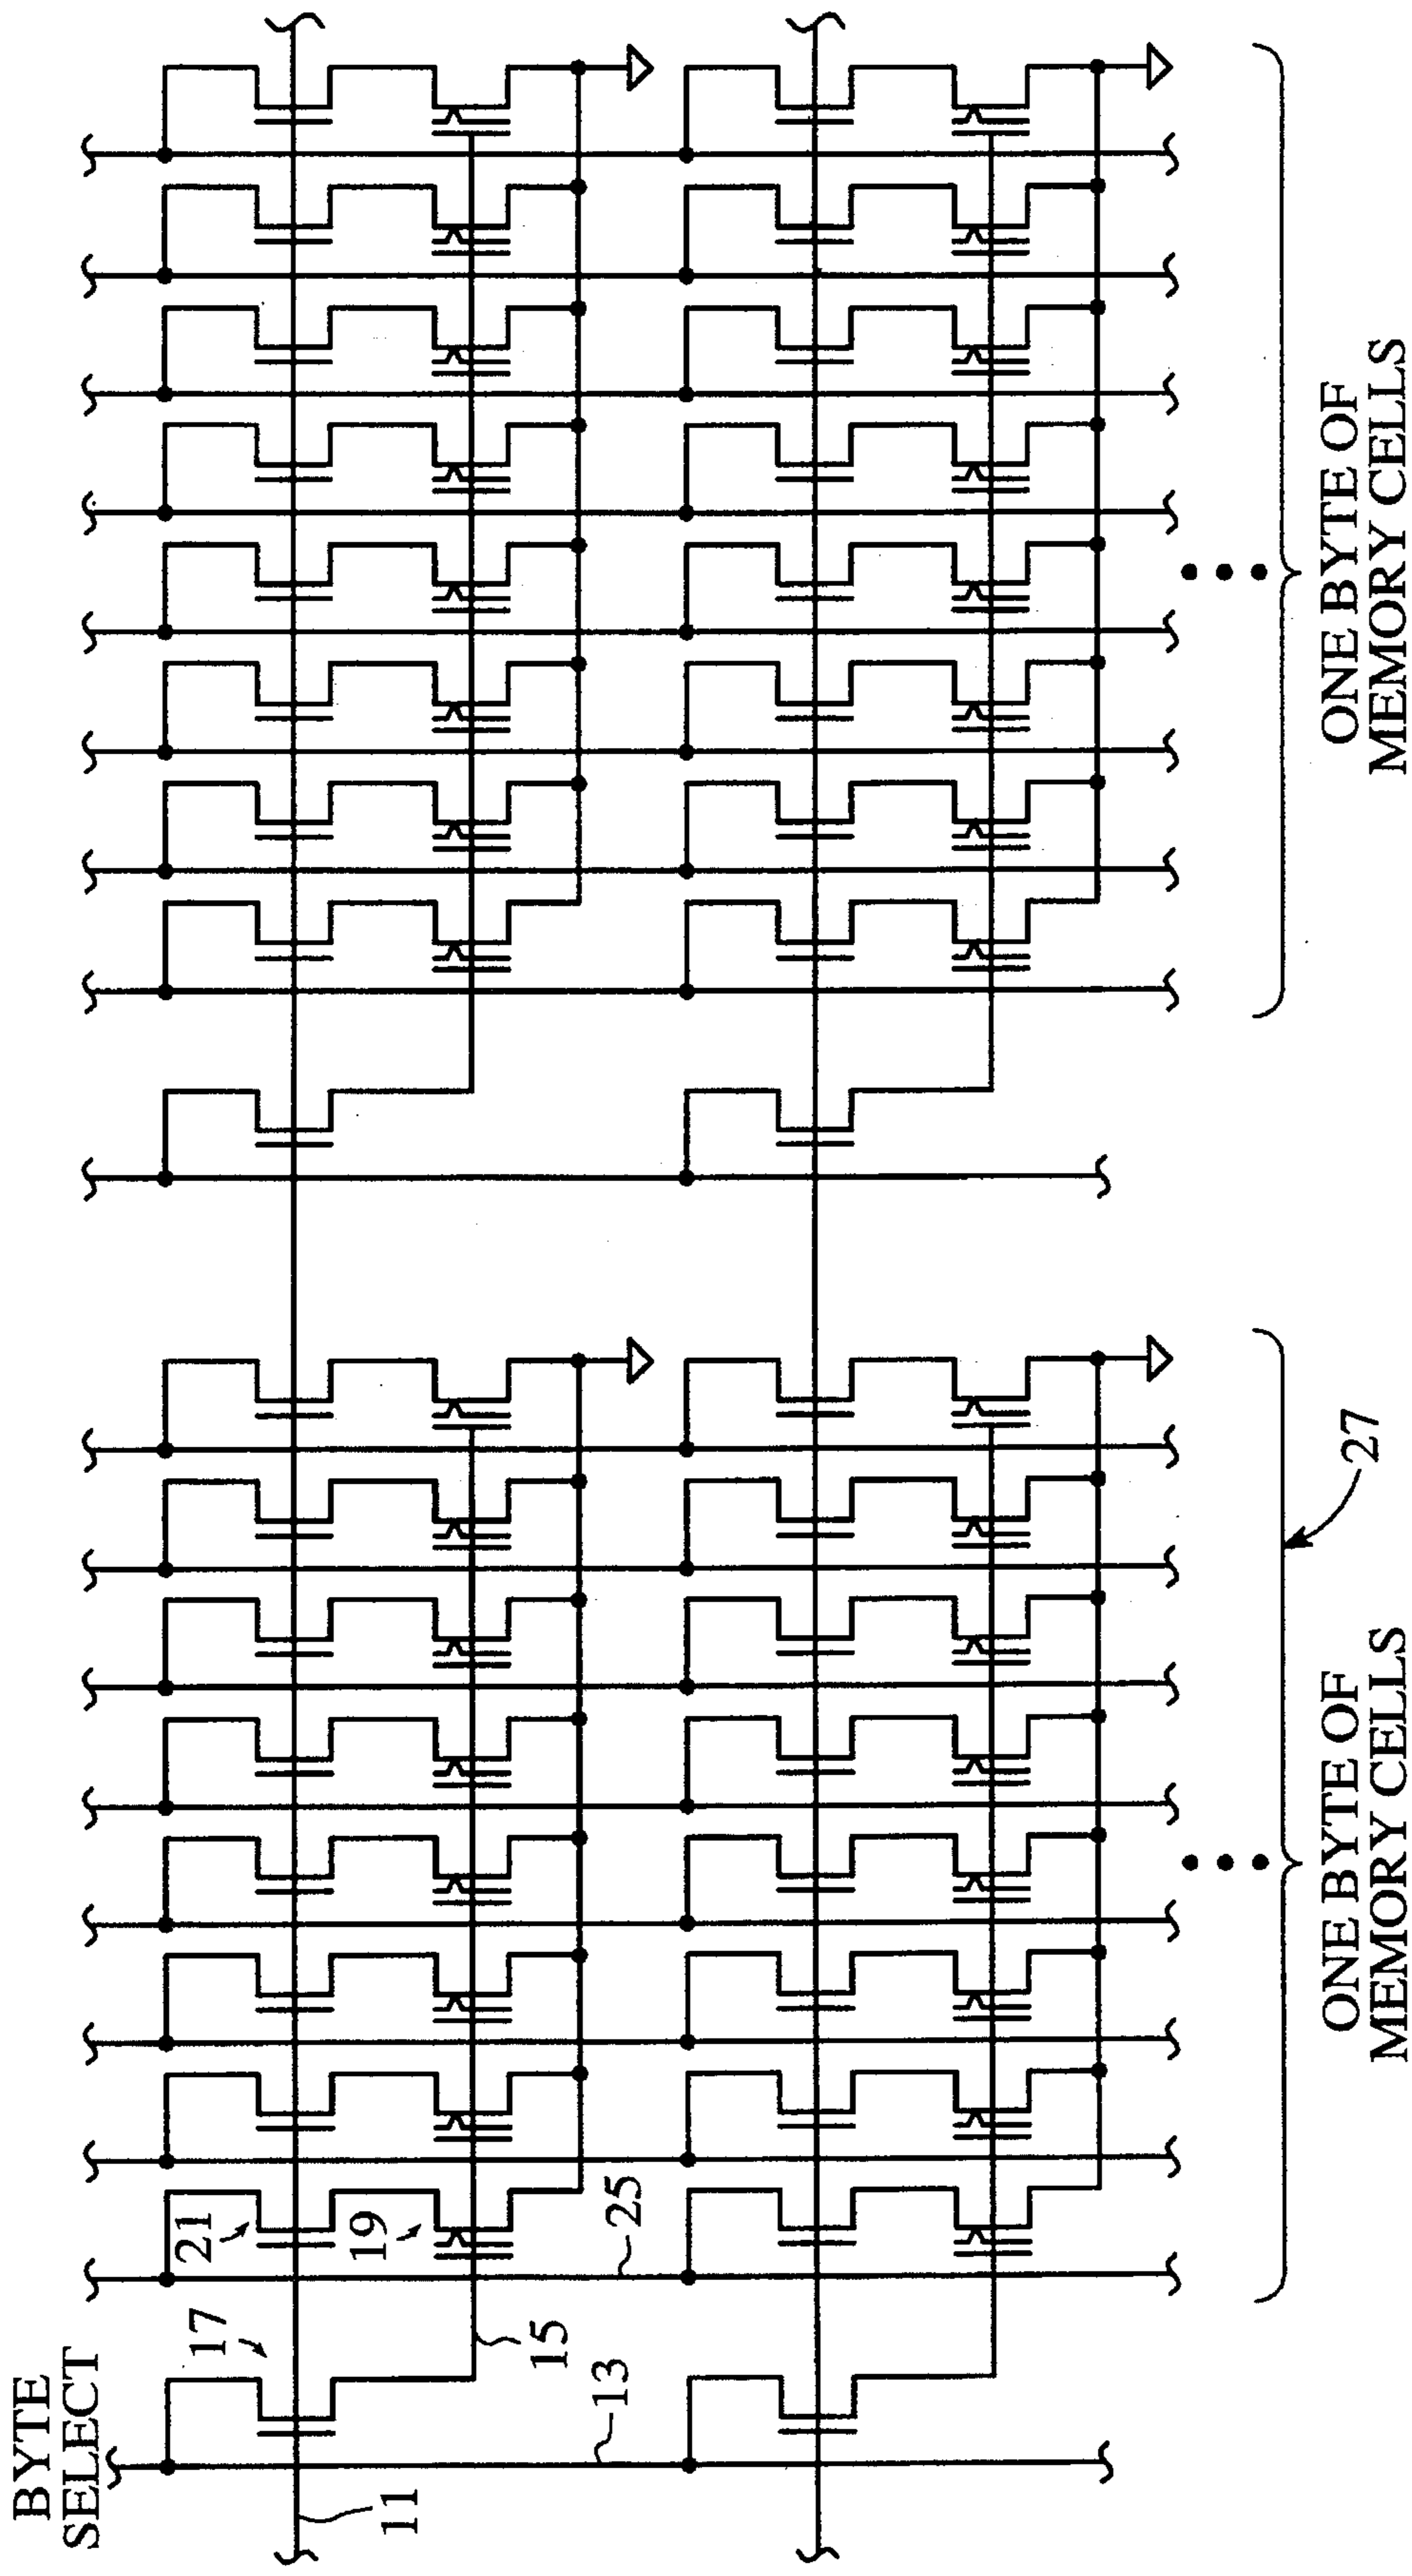 BYTE
SELECT
11
13
15
17
19
21
25
27
ONE BYTE OF
MEMORY CELLS
ONE BYTE OF
MEMORY CELLS